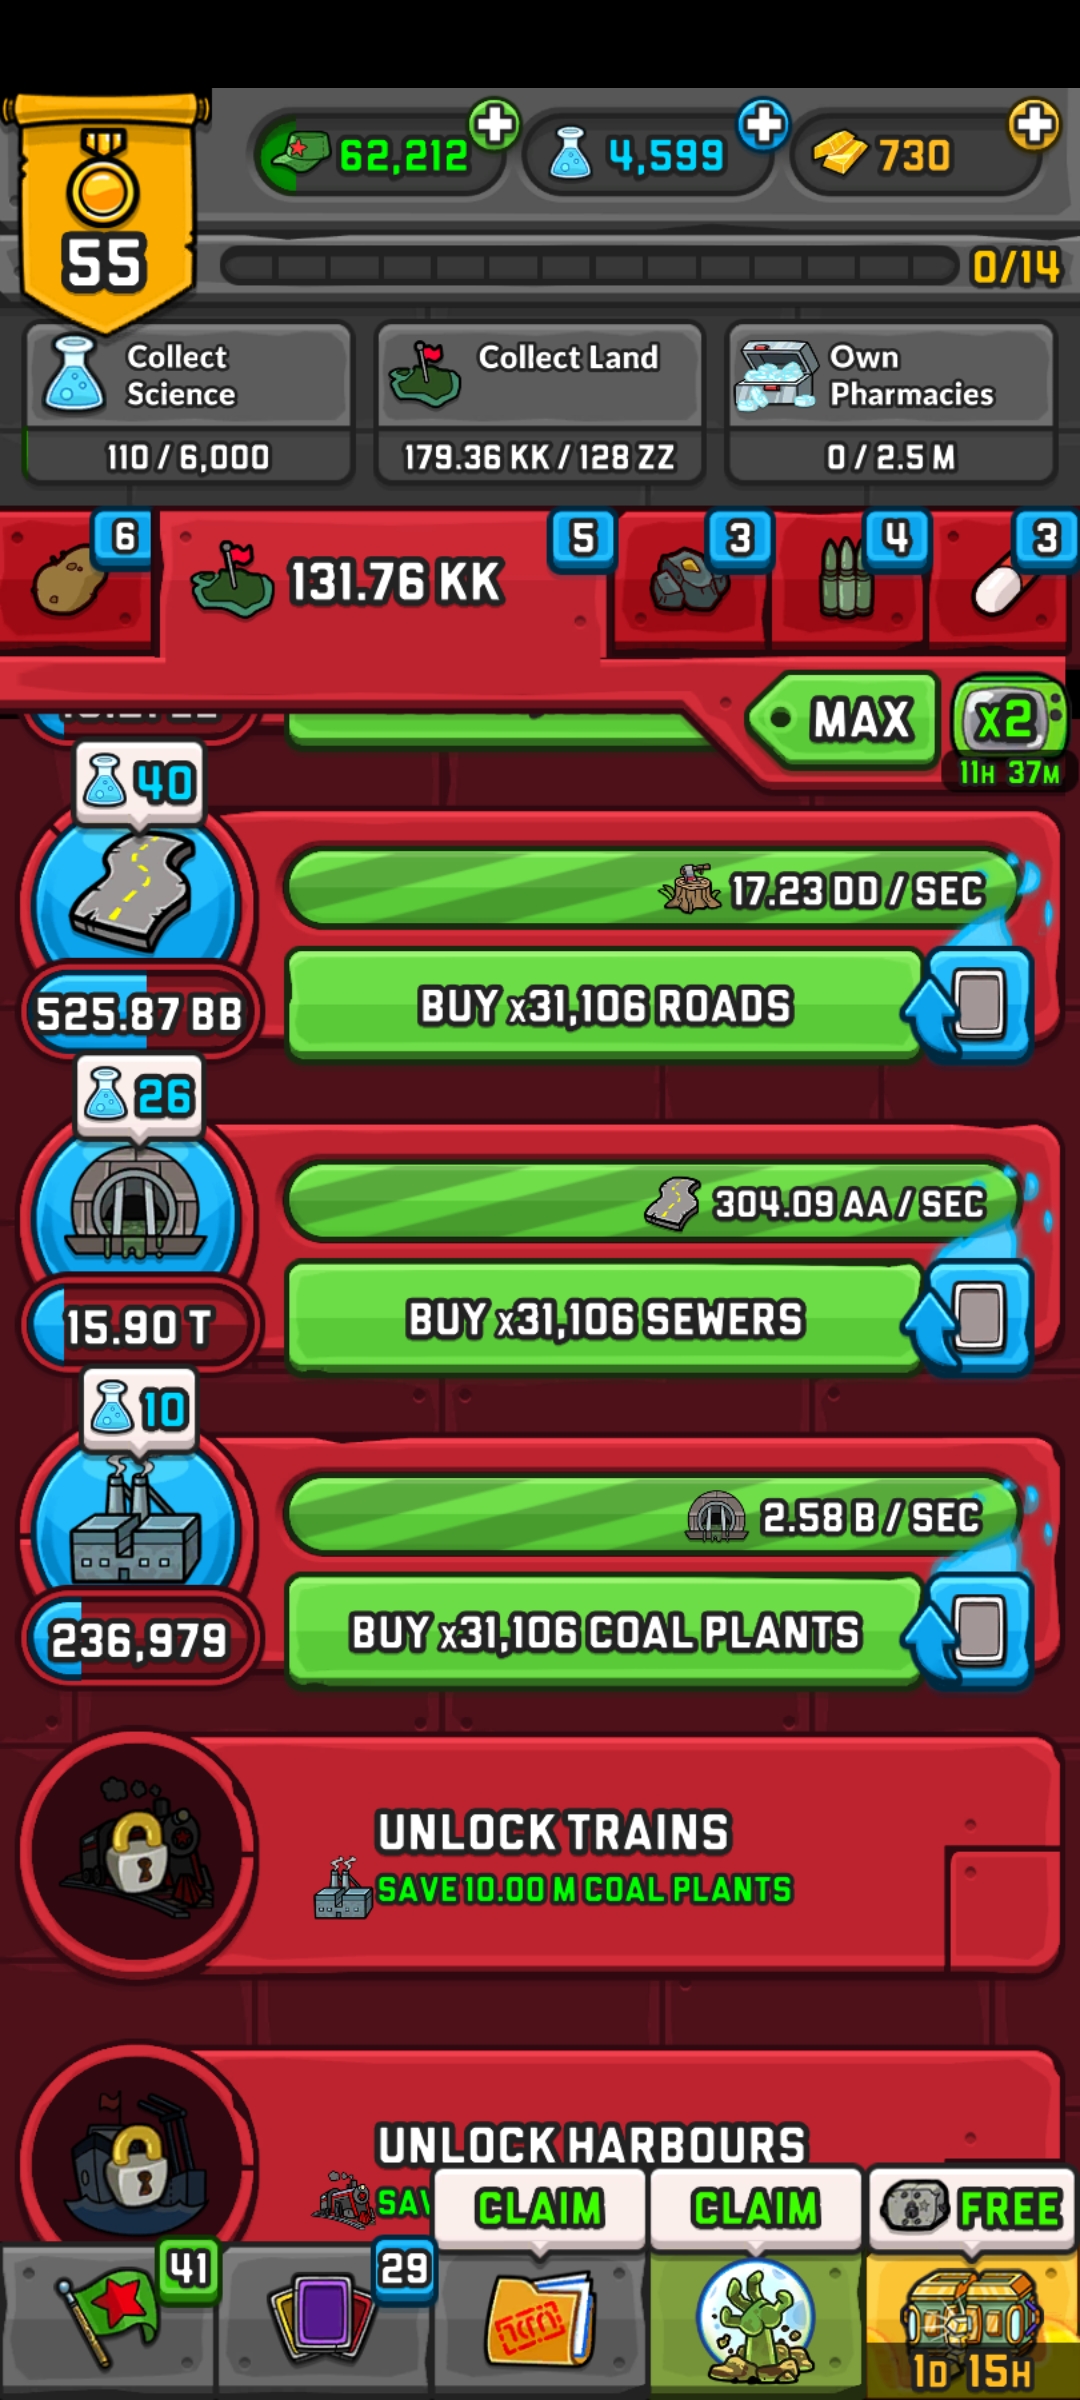 62,212
4,599
730
55
0/14
Collect
Science
110 / 6,000
Collect Land
179.36 KK / 128 ZZ
Own
Pharmacies
0 / 2.5 M
6
131.76 KK
5
3
4
3
MAX
x2
11H 37M
40
17.23 DD / SEC
525.87 BB
BUY x31,106 ROADS
26
304.09 AA / SEC
15.90 T
BUY x31,106 SEWERS
10
2.58 B / SEC
236,979
BUY x31,106 COAL PLANTS
UNLOCK TRAINS
SAVE 10.00 M COAL PLANTS
UNLOCK HARBOURS
SAV
CLAIM
CLAIM
FREE
41
29
1D 15H